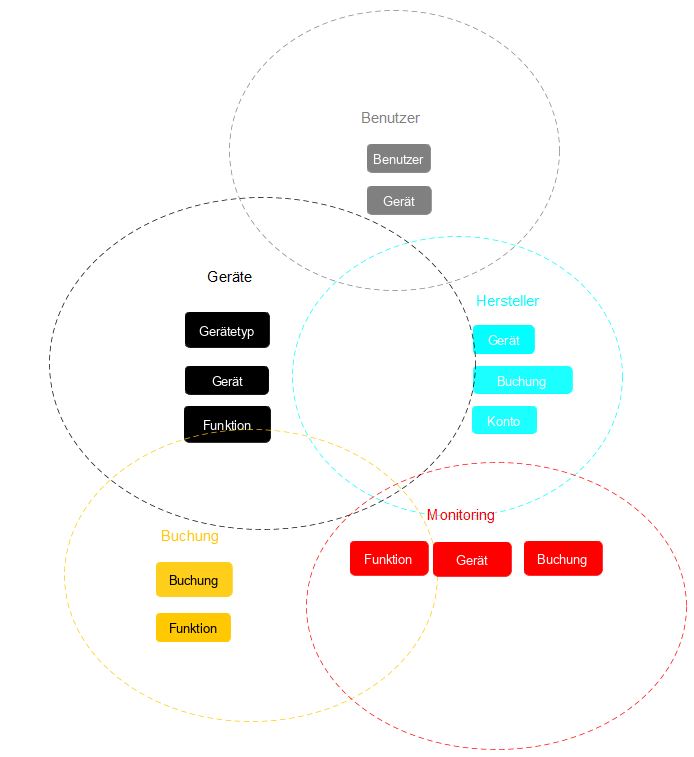 Benutzer
Benutzer
Gerät
Geräte
Gerätetyp
Gerät
Funktion
Hersteller
Gerät
Buchung
Konto
Buchung
Buchung
Funktion
Monitoring
Funktion
Gerät
Buchung